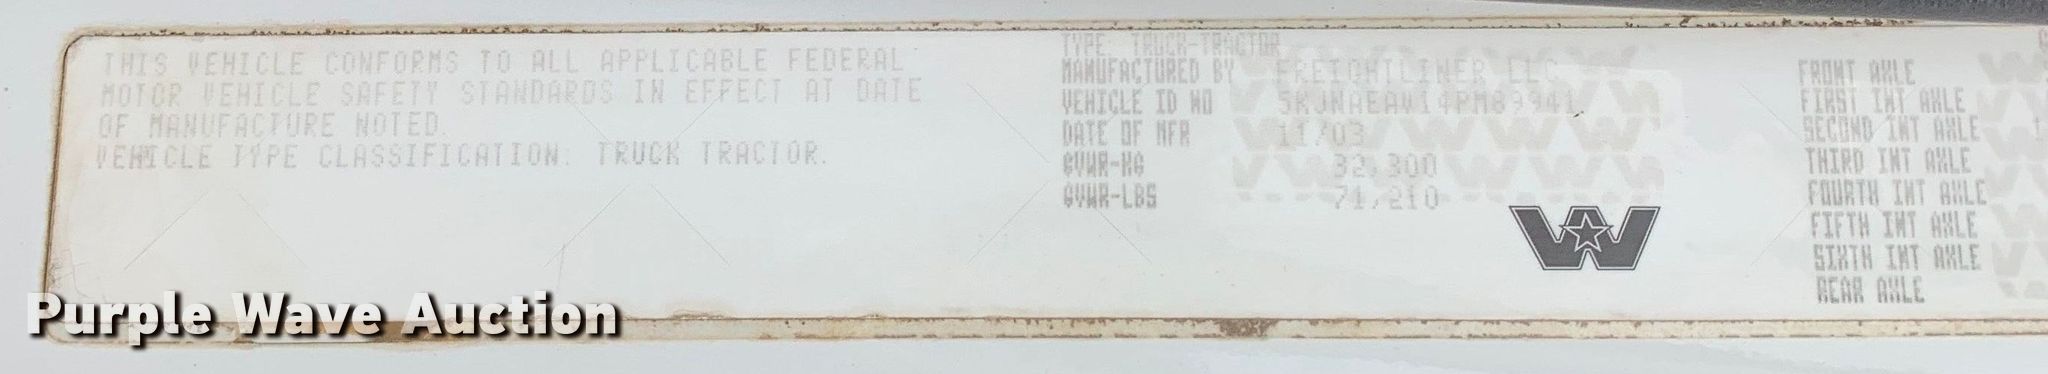 THIS VEHICLE CONFORMS TO ALL APPLICABLE FEDERAL
MOTOR VEHICLE SAFETY STANDARDS IN EFFECT AT DATE
OF MANUFACTURE NOTED.
VEHICLE TYPE CLASSIFICATION: TRUCK TRACTOR.
TYPE: TRUCK-TRACTOR
MANUFACTURED BY FREIGHTLINER LLC
VEHICLE ID NO 5KJNAEAV14PM89941
DATE OF MFR 11/03
GVWR-KG 32,300
GVWR-LBS 71,210
FRONT AXLE
FIRST INT AXLE
SECOND INT AXLE 1
THIRD INT AXLE
FOURTH INT AXLE
FIFTH INT AXLE
SIXTH INT AXLE
REAR AXLE
Purple Wave Auction